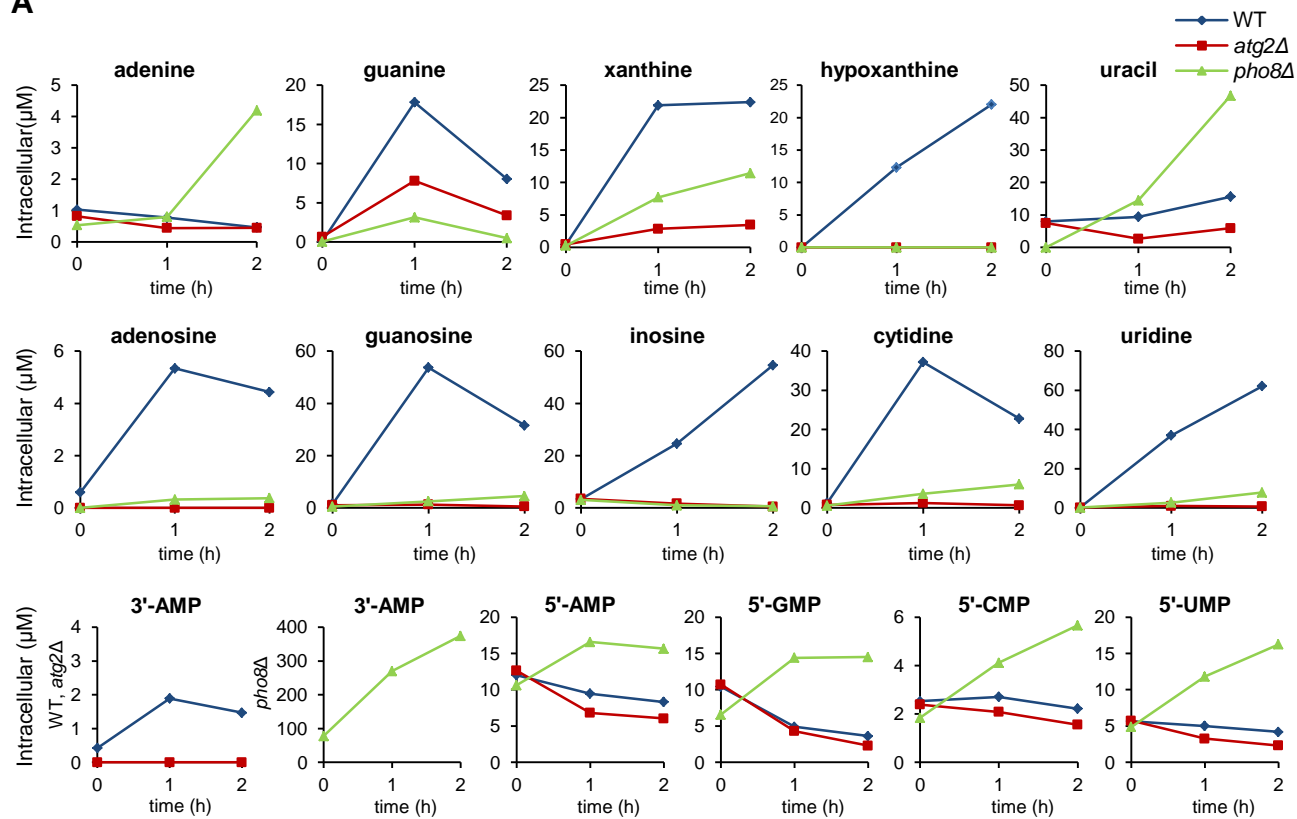 A
WT
atg2Δ
pho8Δ
adenine
guanine
xanthine
hypoxanthine
uracil
Intracellular(µM)
5
4
3
2
1
0
0 1 2
time (h)
20
15
10
5
0
0 1 2
time (h)
25
20
15
10
5
0
0 1 2
time (h)
25
20
15
10
5
0
0 1 2
time (h)
50
40
30
20
10
0
0 1 2
time (h)
adenosine
guanosine
inosine
cytidine
uridine
Intracellular (µM)
6
4
2
0
0 1 2
time (h)
60
40
20
0
0 1 2
time (h)
60
40
20
0
0 1 2
time (h)
40
30
20
10
0
0 1 2
time (h)
80
60
40
20
0
0 1 2
time (h)
3'-AMP
3'-AMP
5'-AMP
5'-GMP
5'-CMP
5'-UMP
Intracellular (µM)
WT, atg2Δ
4
3
2
1
0
0 1 2
time (h)
pho8Δ
400
300
200
100
0
0 1 2
time (h)
20
15
10
5
0
0 1 2
time (h)
20
15
10
5
0
0 1 2
time (h)
6
4
2
0
0 1 2
time (h)
20
15
10
5
0
0 1 2
time (h)